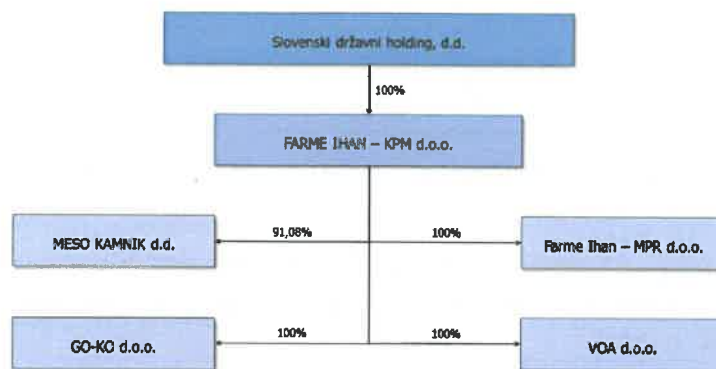 Slovenski državni holding, d.d.
100%
FARME IHAN – KPM d.o.o.
MESO KAMNIK d.d.
91,08%
100%
Farme Ihan – MPR d.o.o.
GO-KO d.o.o.
100%
100%
VOA d.o.o.